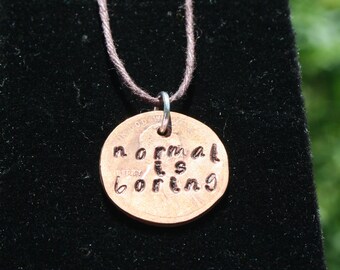 normal
is
boring